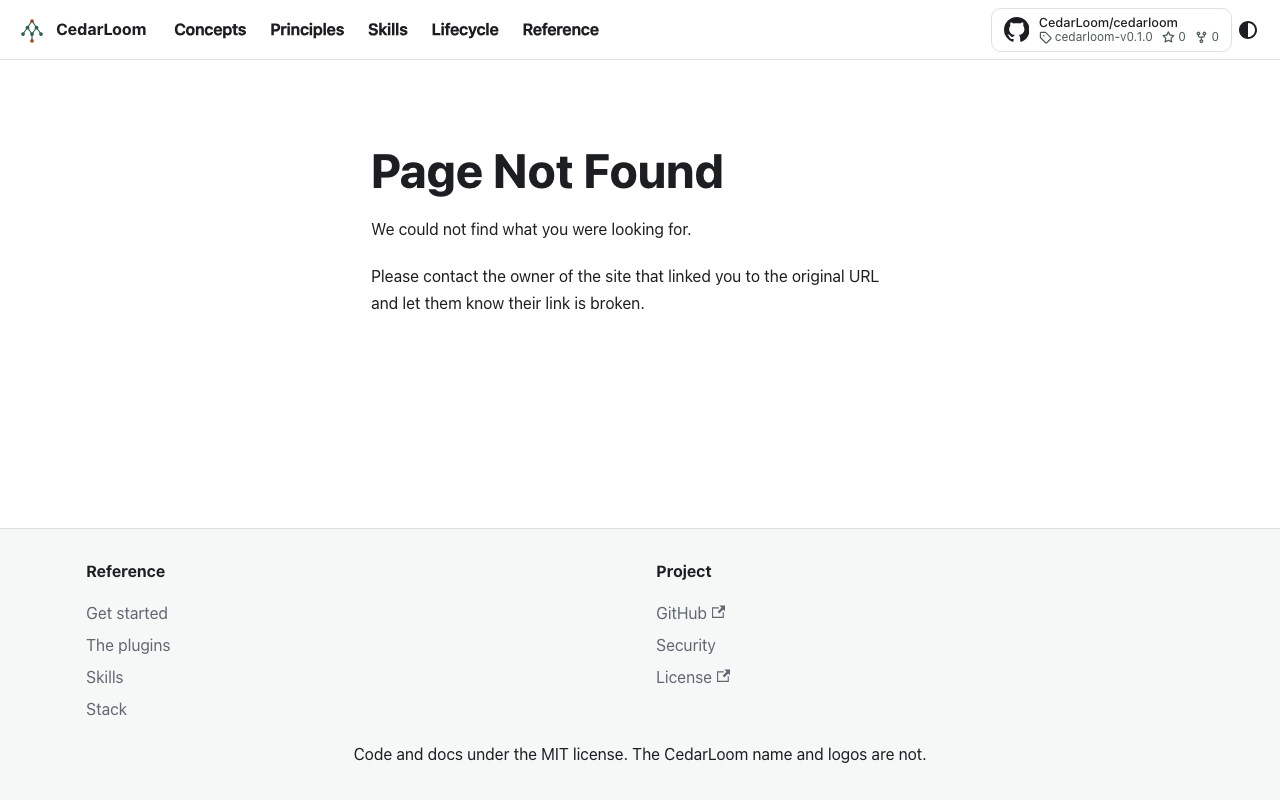 CedarLoom
Concepts
Principles
Skills
Lifecycle
Reference
CedarLoom/cedarloom
cedarloom-v0.1.0 0 0
Page Not Found
We could not find what you were looking for.
Please contact the owner of the site that linked you to the original URL
and let them know their link is broken.
Reference
Get started
The plugins
Skills
Stack
Project
GitHub
Security
License
Code and docs under the MIT license. The CedarLoom name and logos are not.